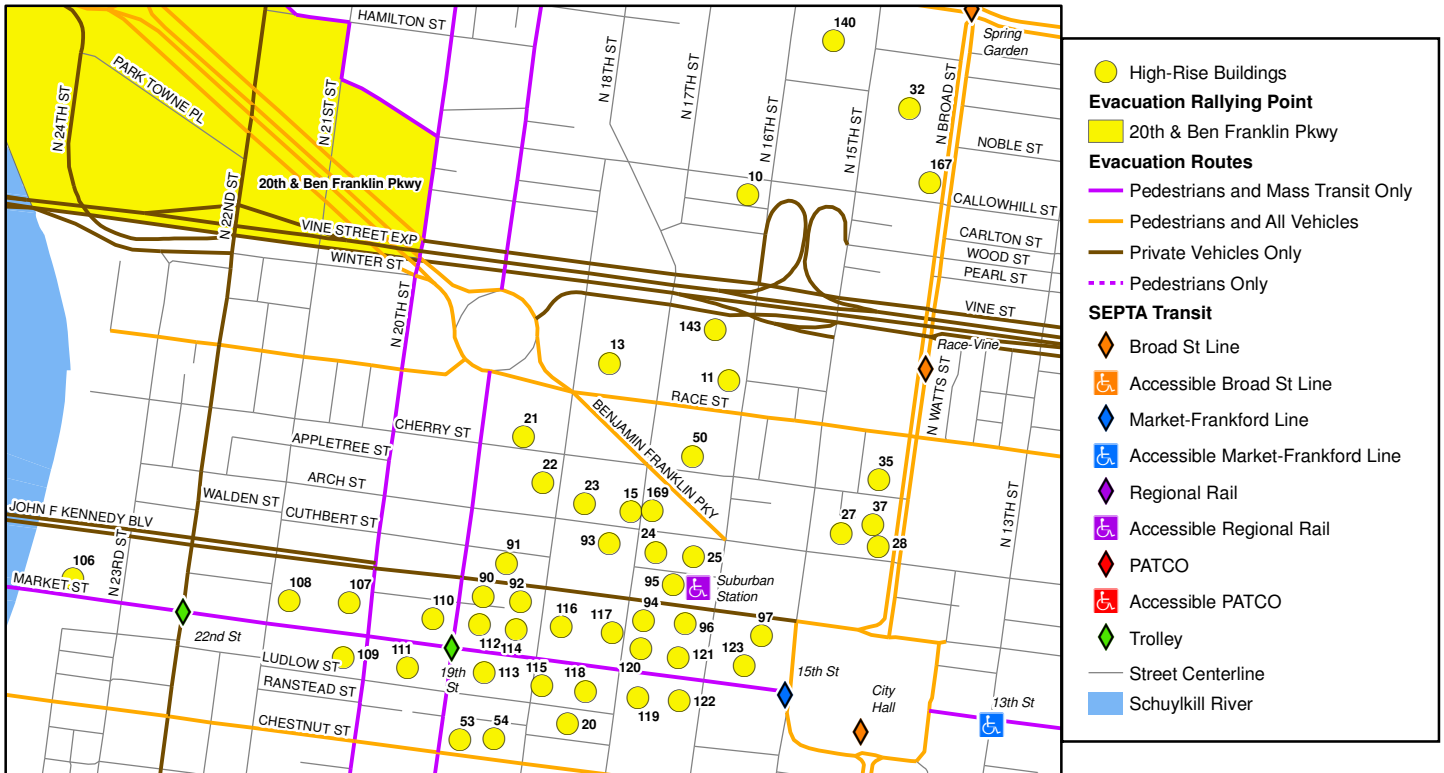 HAMILTON ST
140
Spring
Garden
N 18TH ST
N 17TH ST
PARK TOWNE PL
N 24TH ST
N 21ST ST
32
N BROAD ST
N 16TH ST
N 15TH ST
NOBLE ST
167
10
20th & Ben Franklin Pkwy
CALLOWHILL ST
N 22ND ST
VINE STREET EXP
CARLTON ST
WINTER ST
WOOD ST
PEARL ST
N 20TH ST
VINE ST
143
13
Race-Vine
11
RACE ST
N WATTS ST
BENJAMIN FRANKLIN PKY
21
CHERRY ST
APPLETREE ST
50
22
ARCH ST
35
23
15
169
WALDEN ST
CUTHBERT ST
JOHN F KENNEDY BLV
27
37
N 13TH ST
24
93
25
28
N 23RD ST
91
106
MARKET ST
90
92
95
Suburban
Station
108
107
110
116
117
94
96
97
22nd St
112
114
109
111
LUDLOW ST
19th
St
113
115
118
120
121
123
15th St
RANSTEAD ST
City
Hall
13th St
119
122
CHESTNUT ST
53
54
20
High-Rise Buildings
Evacuation Rallying Point
20th & Ben Franklin Pkwy
Evacuation Routes
Pedestrians and Mass Transit Only
Pedestrians and All Vehicles
Private Vehicles Only
Pedestrians Only
SEPTA Transit
Broad St Line
Accessible Broad St Line
Market-Frankford Line
Accessible Market-Frankford Line
Regional Rail
Accessible Regional Rail
PATCO
Accessible PATCO
Trolley
Street Centerline
Schuylkill River